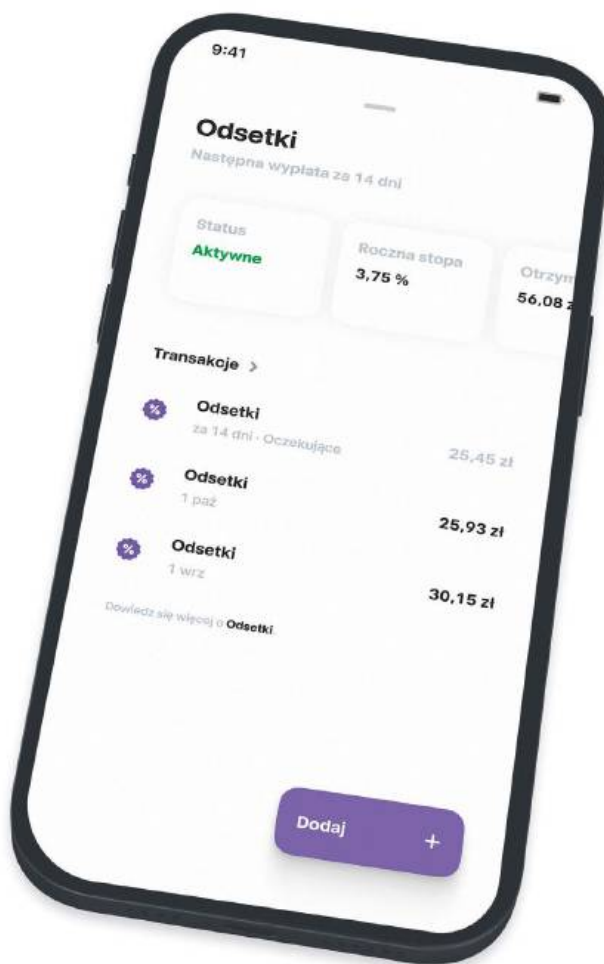 9:41
Odsetki
Następna wypłata za 14 dni
Status
Aktywne
Roczna stopa
3,75 %
Otrzym
56,08 z
Transakcje >
% Odsetki
za 14 dni · Oczekujące
25,45 zł
% Odsetki
1 paź
25,93 zł
% Odsetki
1 wrz
30,15 zł
Dowiedz się więcej o Odsetki.
Dodaj +